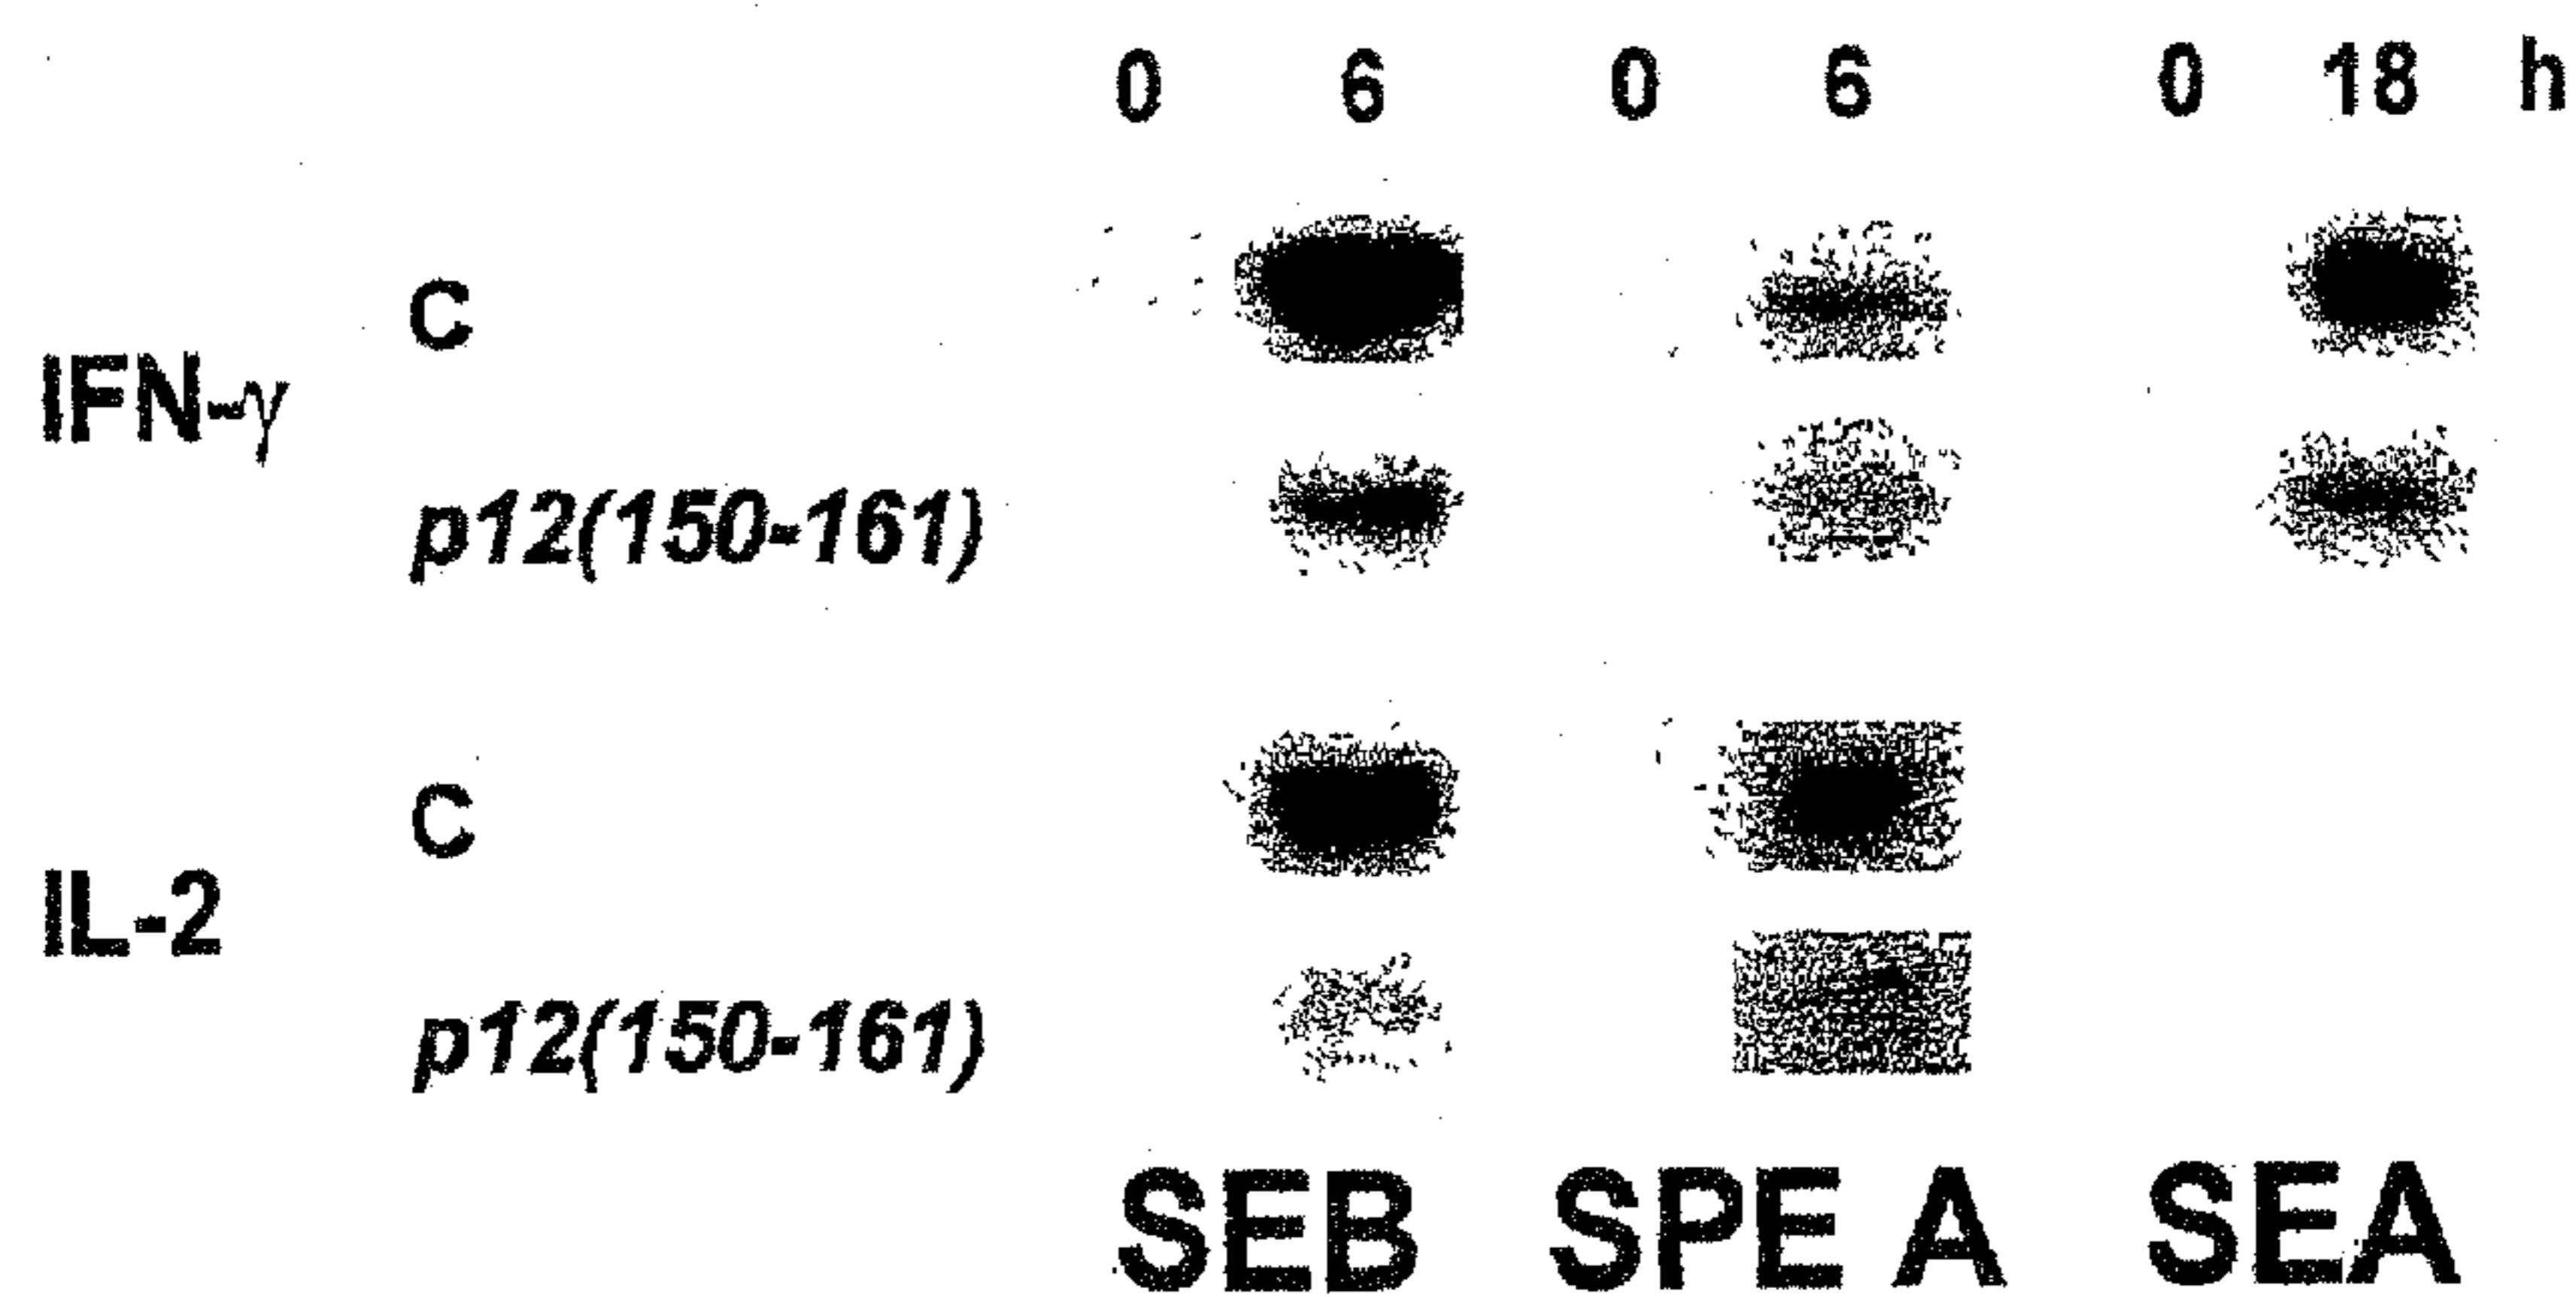 0 6 0 6 0 18 h
C
IFN-γ
p12(150-161)
C
IL-2
p12(150-161)
SEB SPE A SEA